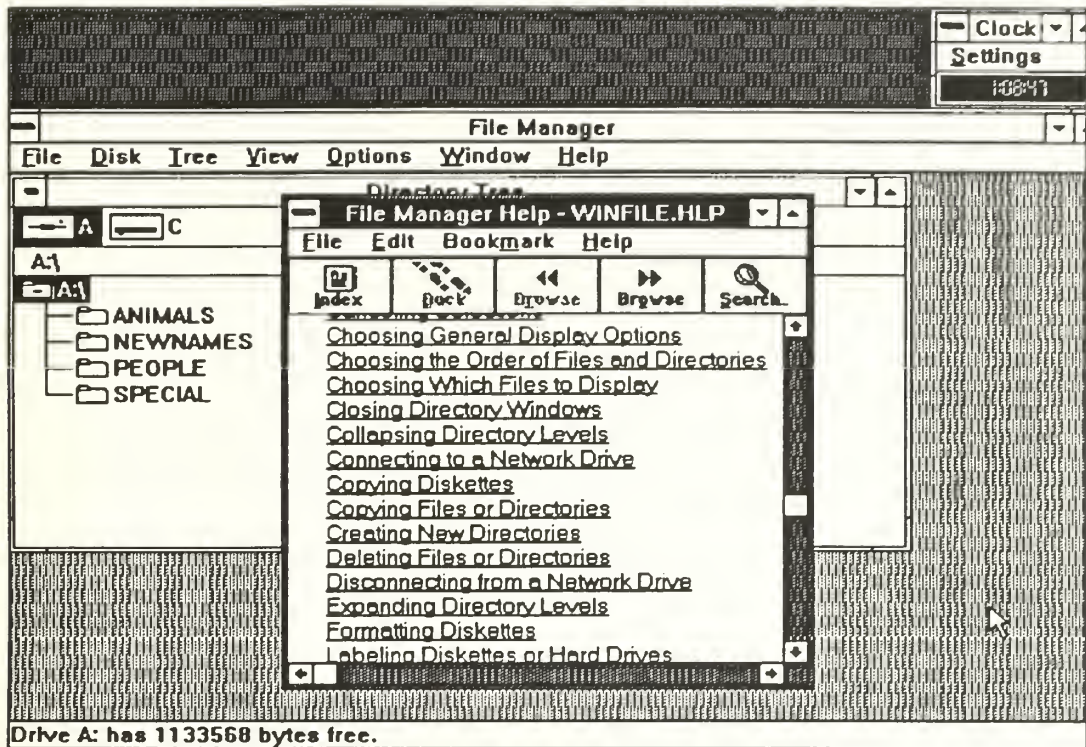 Clock
Settings
1:08:47
File Manager
File Disk Tree View Options Window Help
Directory Tree
A C
A:\
A:\
ANIMALS
NEWNAMES
PEOPLE
SPECIAL
File Manager Help - WINFILE.HLP
File Edit Bookmark Help
Index Back Browse Browse Search..
Choosing General Display Options
Choosing the Order of Files and Directories
Choosing Which Files to Display
Closing Directory Windows
Collapsing Directory Levels
Connecting to a Network Drive
Copying Diskettes
Copying Files or Directories
Creating New Directories
Deleting Files or Directories
Disconnecting from a Network Drive
Expanding Directory Levels
Formatting Diskettes
Labeling Diskettes or Hard Drives
Drive A: has 1133568 bytes free.